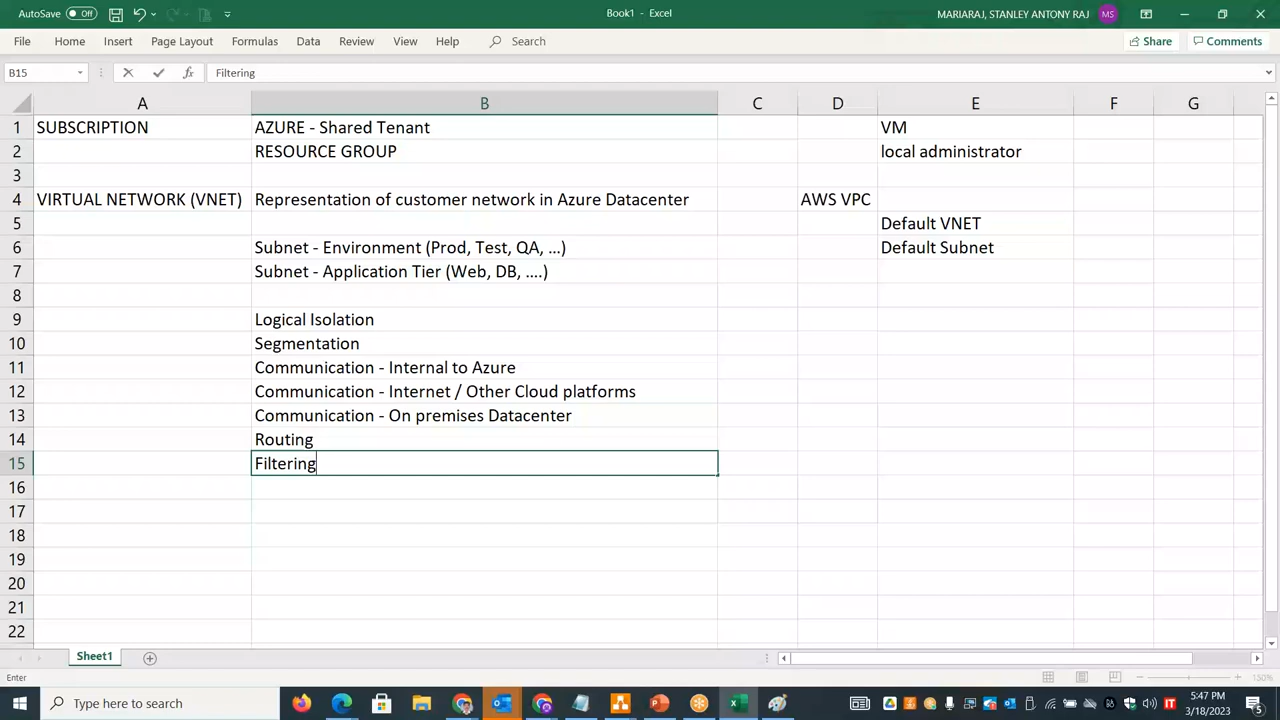 AutoSave Off
Book1 - Excel
MARIARAJ, STANLEY ANTONY RAJ MS
File Home Insert Page Layout Formulas Data Review View Help Search
Share Comments
B15 fx Filtering
A B C D E F G
1 SUBSCRIPTION AZURE - Shared Tenant VM
2 RESOURCE GROUP local administrator
3
4 VIRTUAL NETWORK (VNET) Representation of customer network in Azure Datacenter AWS VPC
5 Default VNET
6 Subnet - Environment (Prod, Test, QA, ...) Default Subnet
7 Subnet - Application Tier (Web, DB, ....)
8
9 Logical Isolation
10 Segmentation
11 Communication - Internal to Azure
12 Communication - Internet / Other Cloud platforms
13 Communication - On premises Datacenter
14 Routing
15 Filtering
16
17
18
19
20
21
22
Sheet1
Enter 150%
Type here to search
5:47 PM
3/18/2023